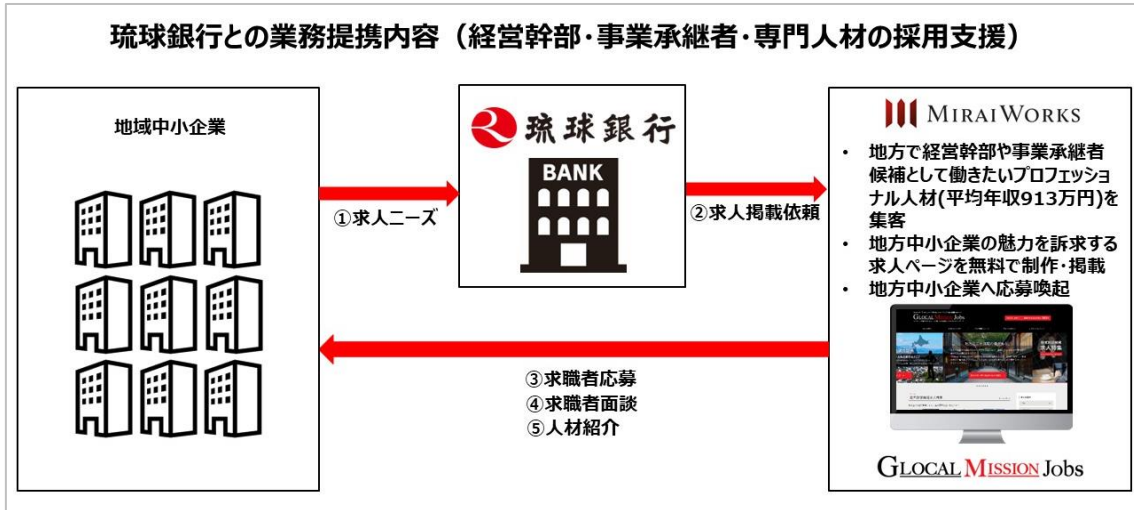 琉球銀行との業務提携内容（経営幹部・事業承継者・専門人材の採用支援）
地域中小企業
①求人ニーズ
琉球銀行
BANK
②求人掲載依頼
MIRAIWORKS
• 地方で経営幹部や事業承継者
候補として働きたいプロフェッショ
ナル人材(平均年収913万円)を
集客
• 地方中小企業の魅力を訴求する
求人ページを無料で制作・掲載
• 地方中小企業へ応募喚起
GLOCAL MISSION JOBS
③求職者応募
④求職者面談
⑤人材紹介
GLOCAL MISSION Jobs